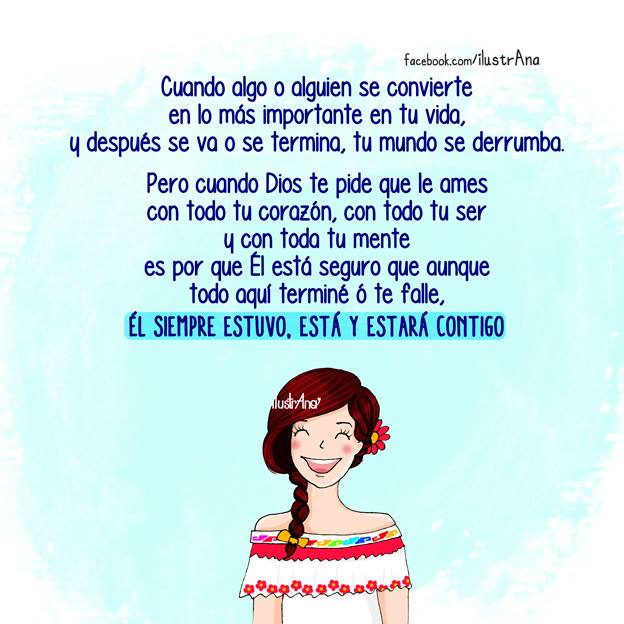 facebook.com/ilustrAna
Cuando algo o alguien se convierte
en lo más importante en tu vida,
y después se va o se termina, tu mundo se derrumba.
Pero cuando Dios te pide que le ames
con todo tu corazón, con todo tu ser
y con toda tu mente
es por que Él está seguro que aunque
todo aquí terminé ó te falle,
ÉL SIEMPRE ESTUVO, ESTÁ Y ESTARÁ CONTIGO
ilustrAna